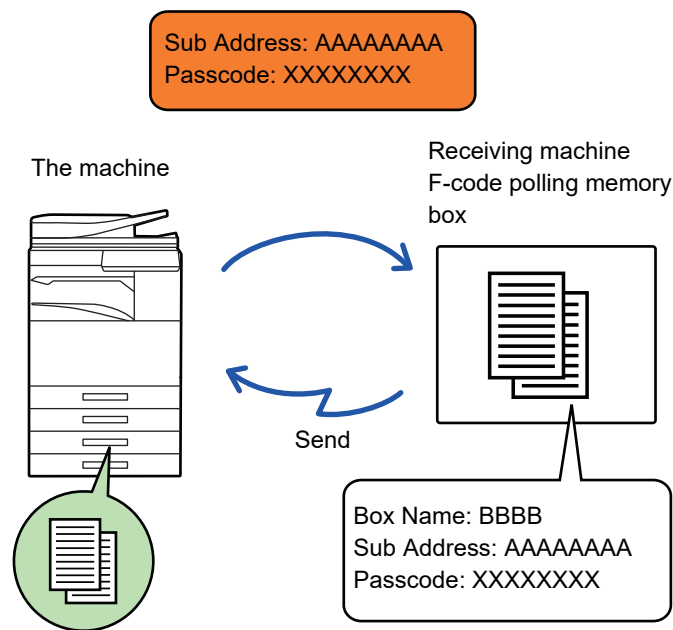 Sub Address: AAAAAAAA
Passcode: XXXXXXXX
The machine
Receiving machine
F-code polling memory
box
Send
Box Name: BBBB
Sub Address: AAAAAAAA
Passcode: XXXXXXXX